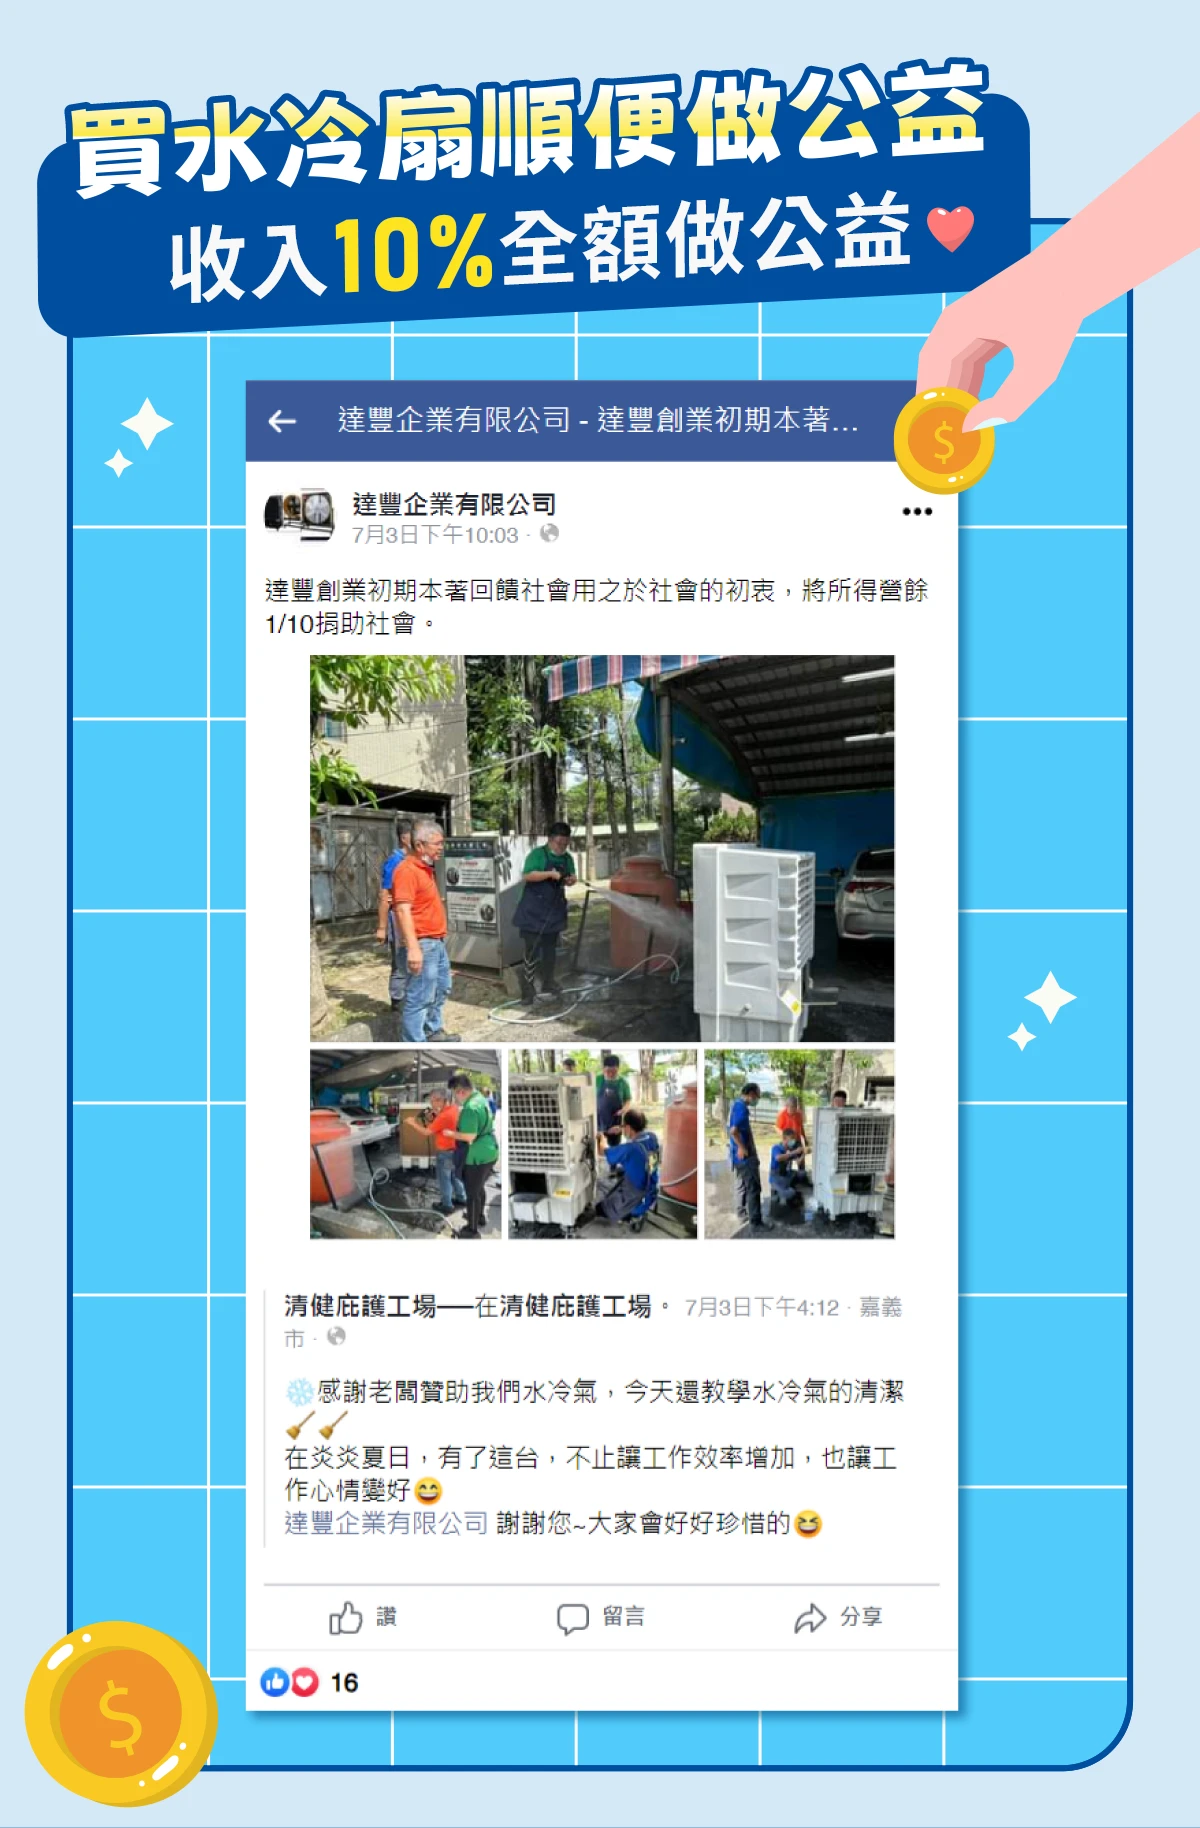 買水冷扇順便做公益
收入10%全額做公益
達豐企業有限公司 - 達豐創業初期本著...
達豐企業有限公司
7月3日下午10:03 ·
達豐創業初期本著回饋社會用之於社會的初衷，將所得營餘
1/10捐助社會。
清健庇護工場──在清健庇護工場。 7月3日下午4:12 · 嘉義
市 ·
❄️感謝老闆贊助我們水冷氣，今天還教學水冷氣的清潔
🧹🧹
在炎炎夏日，有了這台，不止讓工作效率增加，也讓工
作心情變好😄
達豐企業有限公司 謝謝您~大家會好好珍惜的😆
讚 留言 分享
16
$
$